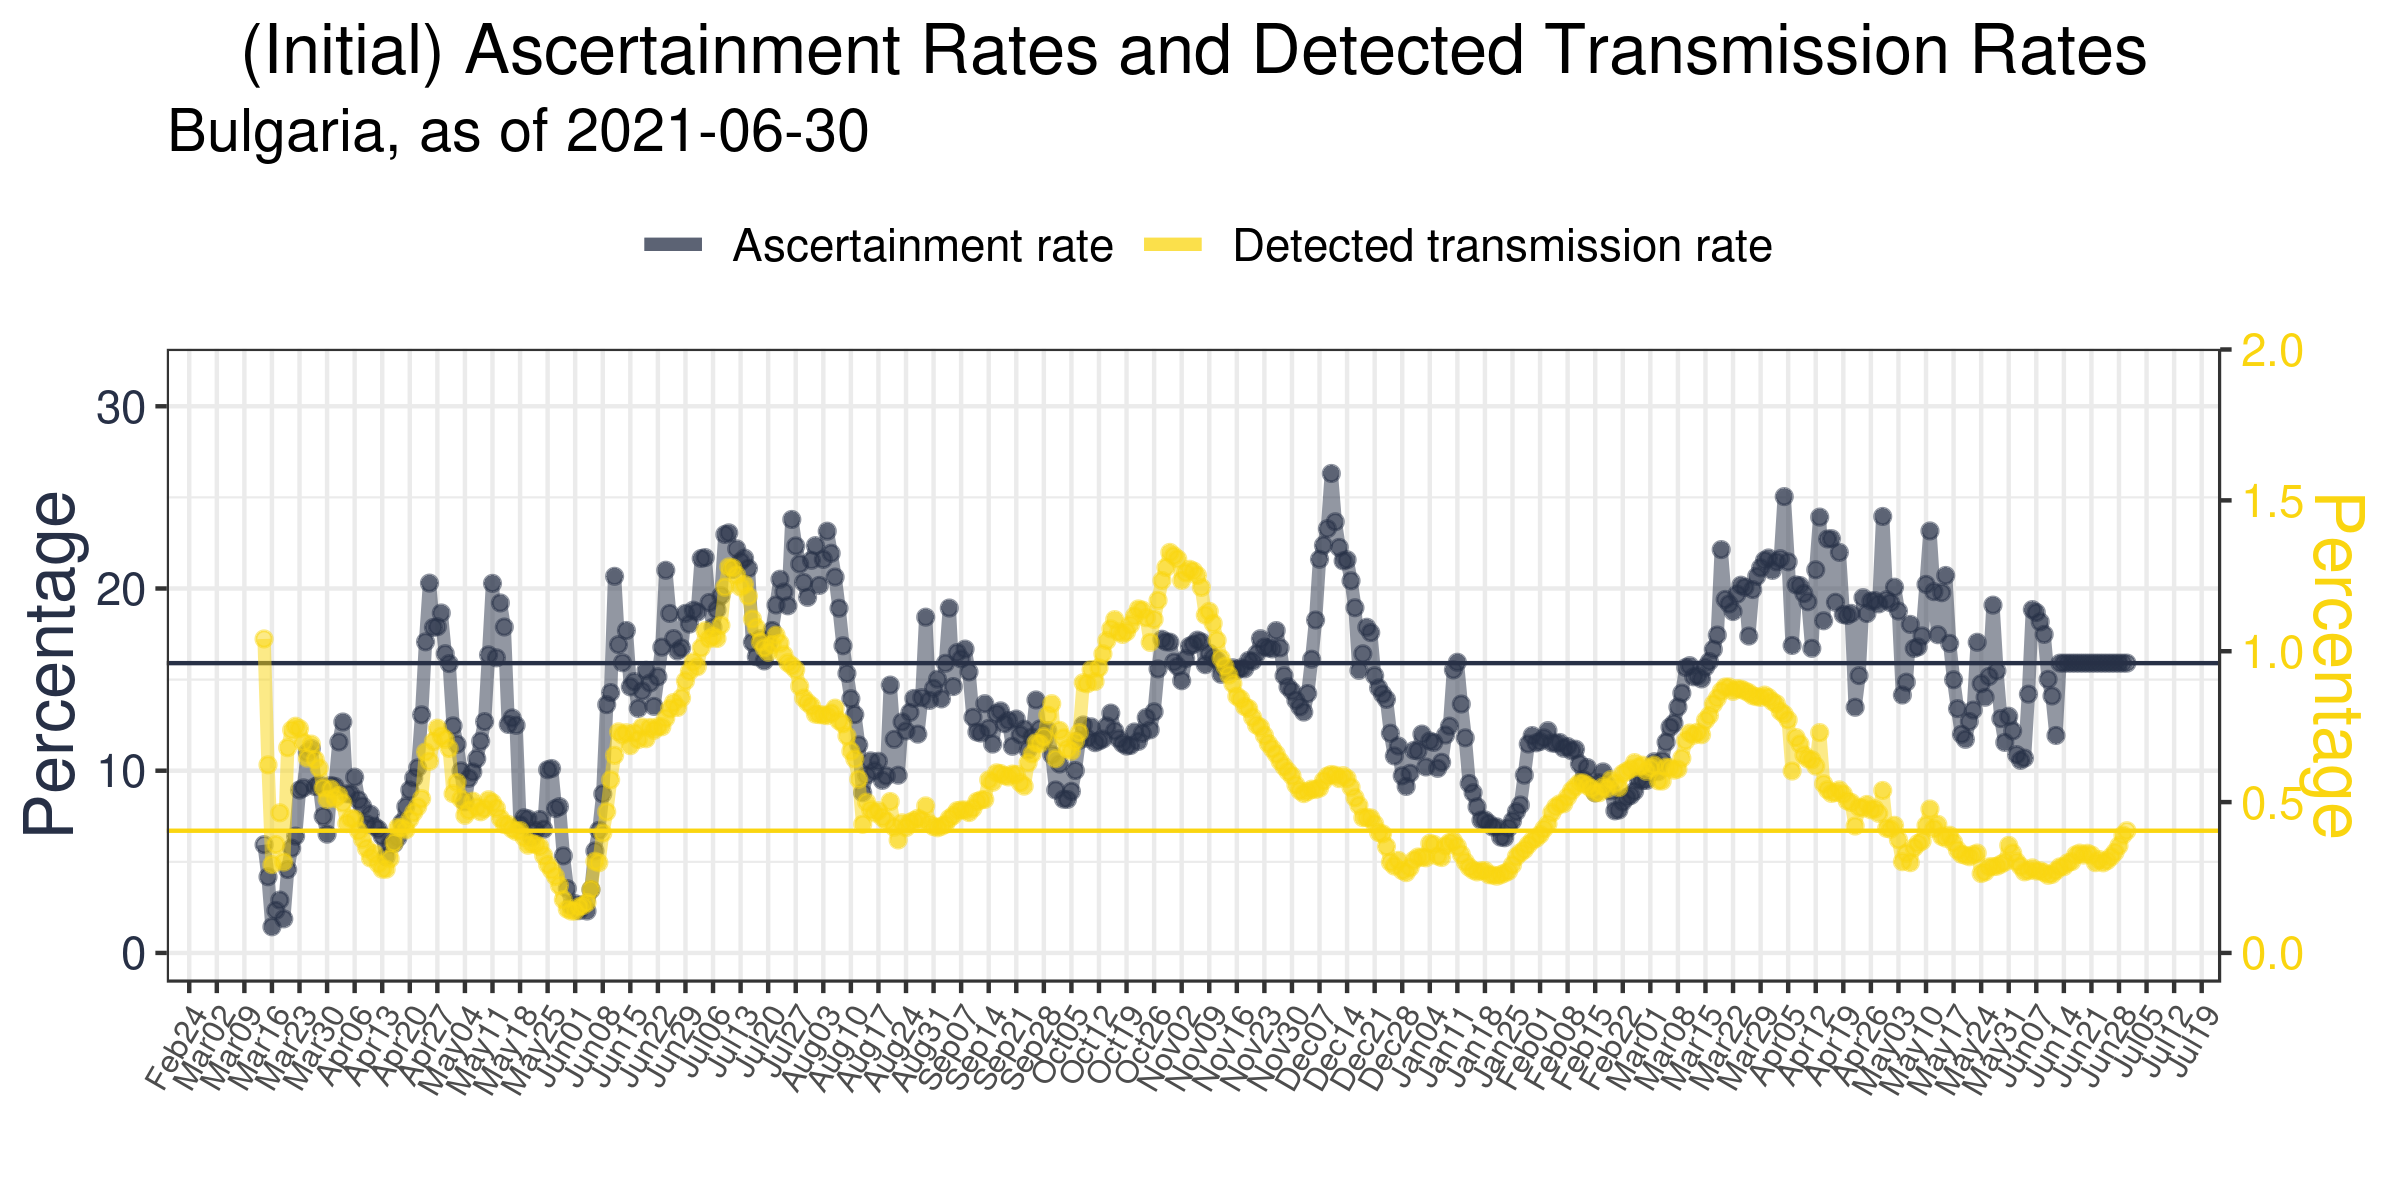 (Initial) Ascertainment Rates and Detected Transmission Rates
Bulgaria, as of 2021-06-30
Ascertainment rate
Detected transmission rate
Percentage
30
20
10
0
2.0
1.5
1.0
0.5
0.0
Percentage
Feb24
Mar02
Mar09
Mar16
Mar23
Mar30
Apr06
Apr13
Apr20
Apr27
May04
May11
May18
May25
Jun01
Jun08
Jun15
Jun22
Jun29
Jul06
Jul13
Jul20
Jul27
Aug03
Aug10
Aug17
Aug24
Aug31
Sep07
Sep14
Sep21
Sep28
Oct05
Oct12
Oct19
Oct26
Nov02
Nov09
Nov16
Nov23
Nov30
Dec07
Dec14
Dec21
Dec28
Jan04
Jan11
Jan18
Jan25
Feb01
Feb08
Feb15
Feb22
Mar01
Mar08
Mar15
Mar22
Mar29
Apr05
Apr12
Apr19
Apr26
May03
May10
May17
May24
May31
Jun07
Jun14
Jun21
Jun28
Jul05
Jul12
Jul19